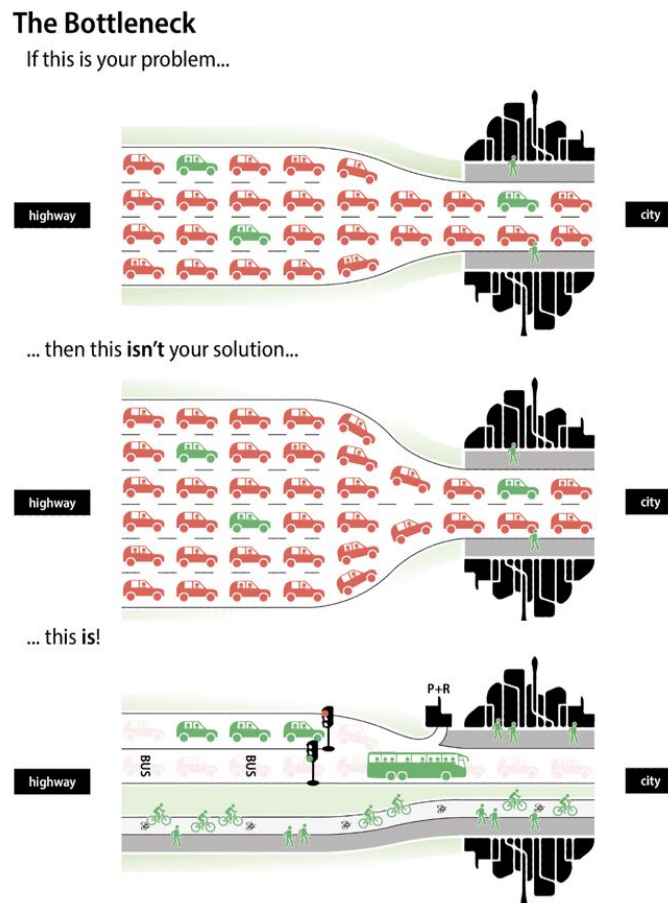 The Bottleneck
If this is your problem...
highway
city
... then this isn't your solution...
highway
city
... this is!
P+R
BUS
BUS
highway
city